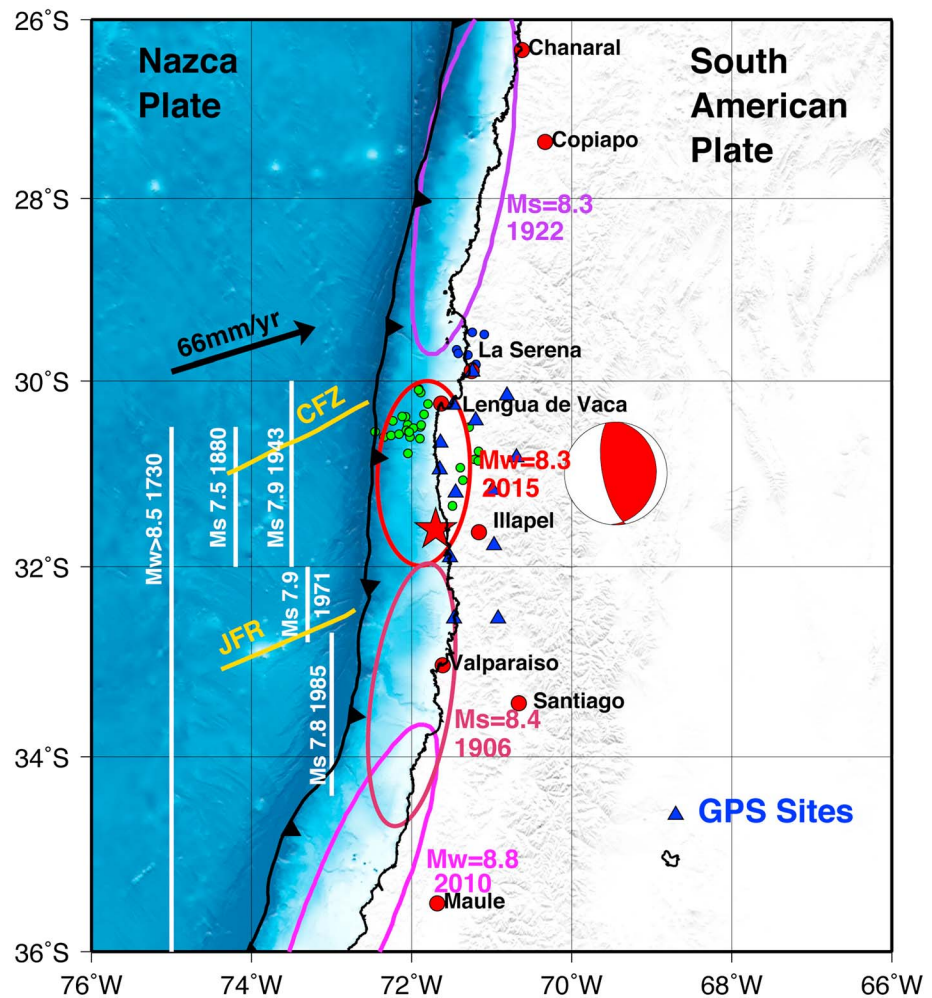 26°S
28°S
30°S
32°S
34°S
36°S
76°W
74°W
72°W
70°W
68°W
66°W
Nazca
Plate
South
American
Plate
Chanaral
Copiapo
Ms=8.3
1922
66mm/yr
La Serena
CFZ
Lengua de Vaca
Mw>8.5 1730
Ms 7.5 1880
Ms 7.9 1943
Mw=8.3
2015
Illapel
Ms 7.9
1971
JFR
Valparaiso
Ms 7.8 1985
Santiago
Ms=8.4
1906
GPS Sites
Mw=8.8
2010
Maule